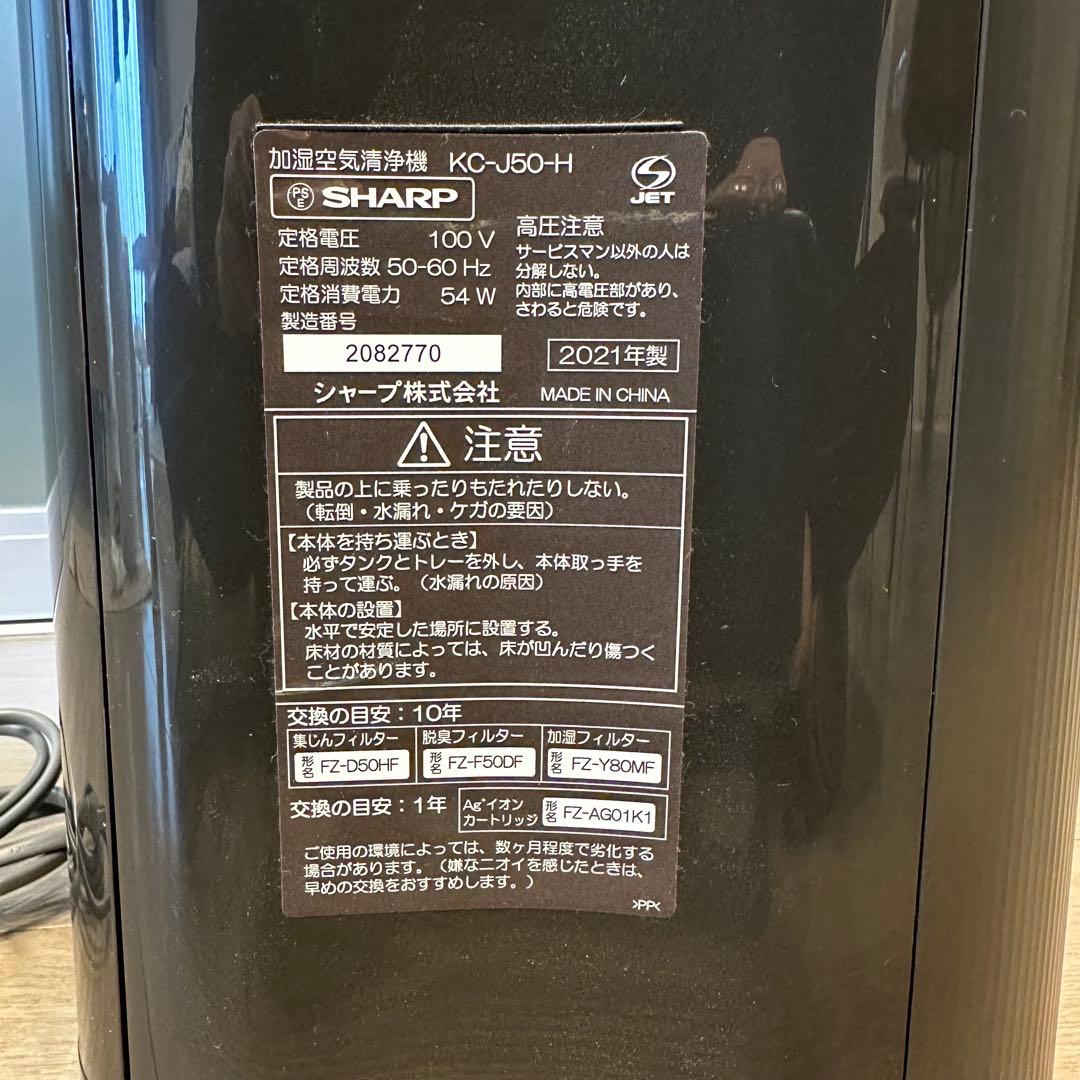 加湿空気清浄機 KC-J50-H
PSE SHARP
JET
定格電圧 100 V
定格周波数 50-60 Hz
定格消費電力 54 W
製造番号
2082770
高圧注意
サービスマン以外の人は
分解しない。
内部に高電圧部があり、
さわると危険です。
2021年製
シャープ株式会社 MADE IN CHINA
注意
製品の上に乗ったりもたれたりしない。
（転倒・水漏れ・ケガの要因）
【本体を持ち運ぶとき】
必ずタンクとトレーを外し、本体取っ手を
持って運ぶ。（水漏れの原因）
【本体の設置】
水平で安定した場所に設置する。
床材の材質によっては、床が凹んだり傷つく
ことがあります。
交換の目安：10年
集じんフィルター
形名 FZ-D50HF
脱臭フィルター
形名 FZ-F50DF
加湿フィルター
形名 FZ-Y80MF
交換の目安：1年
Ag⁺イオン
カートリッジ
形名 FZ-AG01K1
ご使用の環境によっては、数ヶ月程度で劣化する
場合があります。（嫌なニオイを感じたときは、
早めの交換をおすすめします。）
>PP<